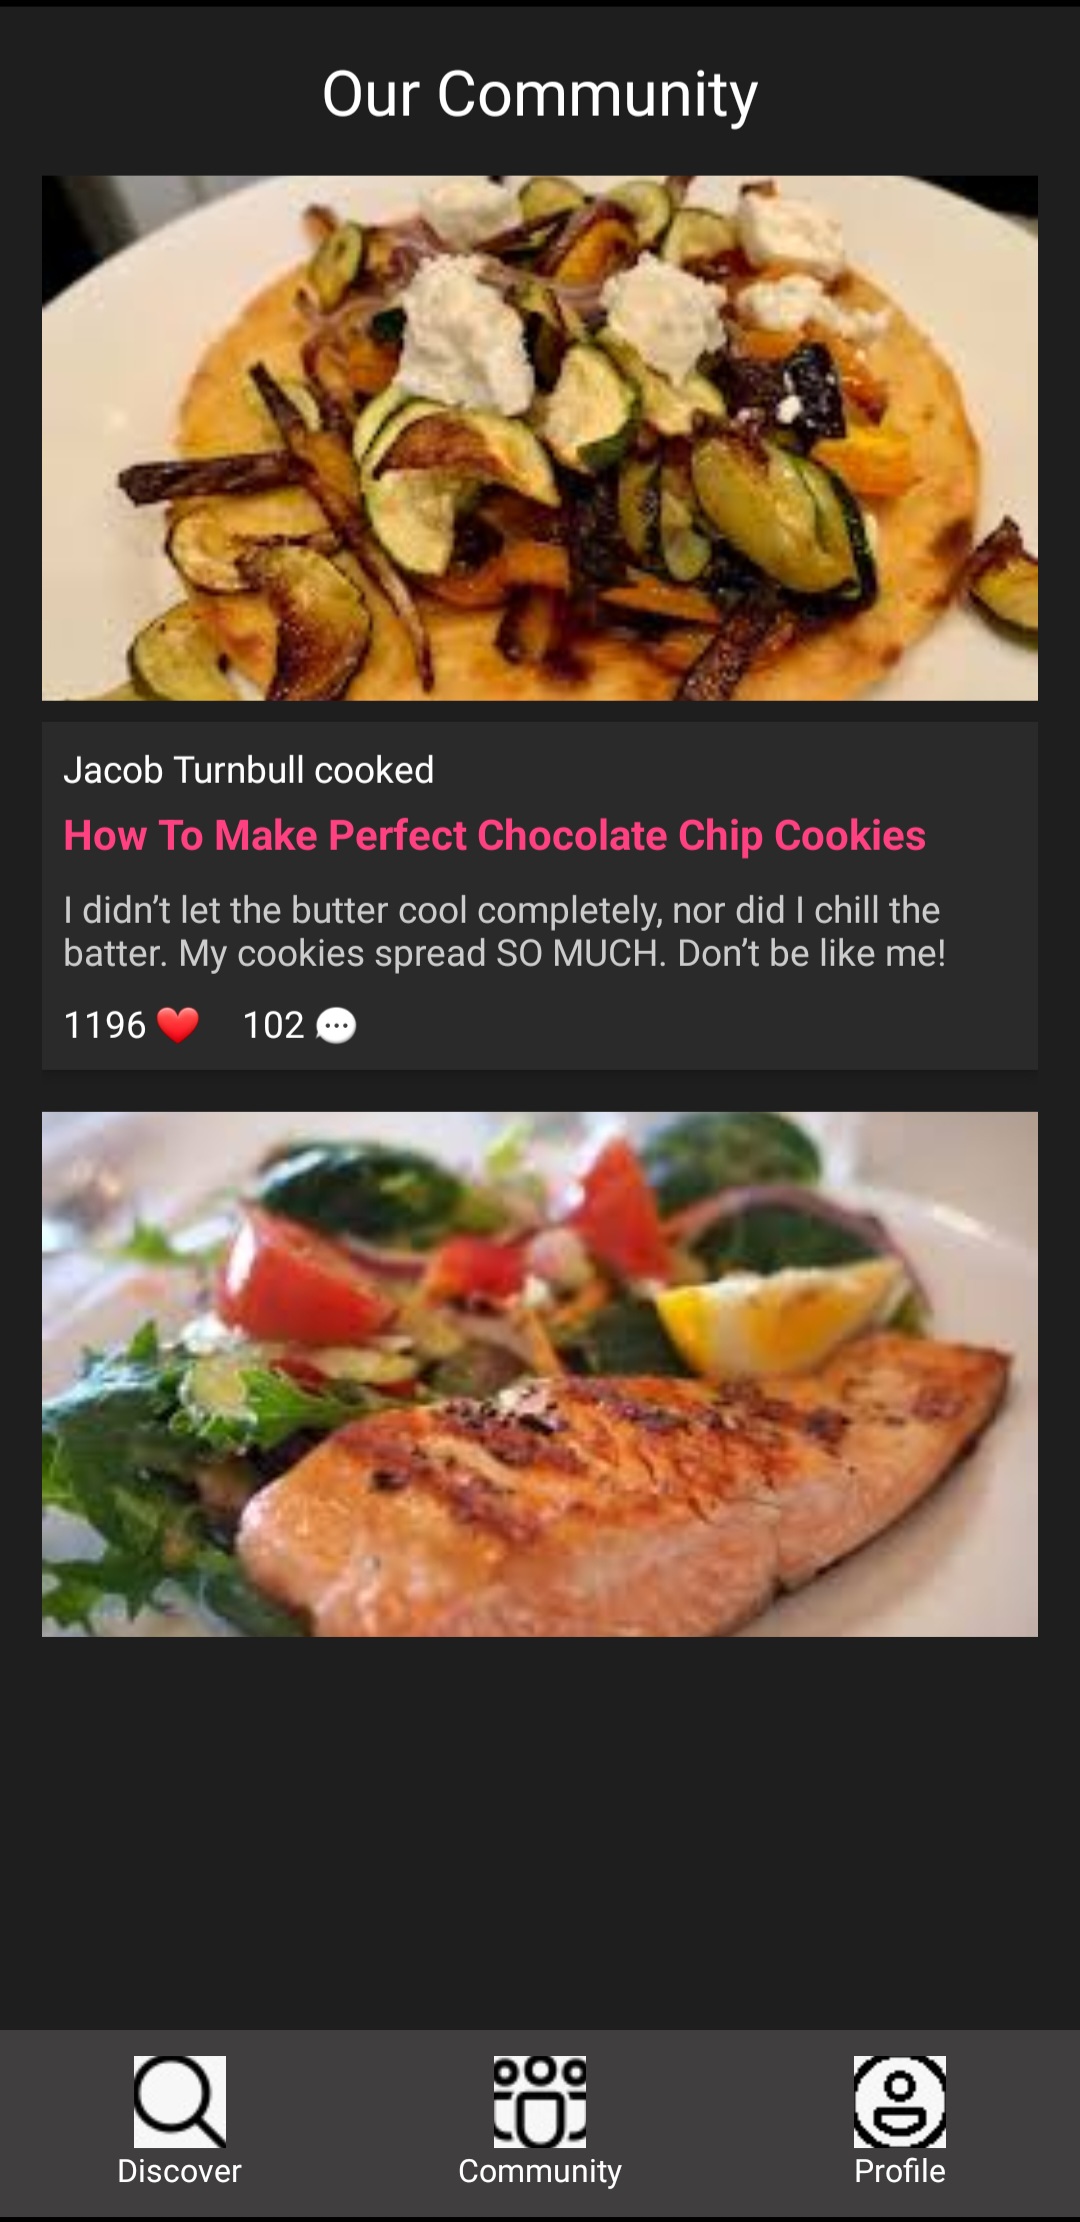 Our Community
Jacob Turnbull cooked
How To Make Perfect Chocolate Chip Cookies
I didn’t let the butter cool completely, nor did I chill the
batter. My cookies spread SO MUCH. Don’t be like me!
1196 ❤️ 102 💬
Discover
Community
Profile